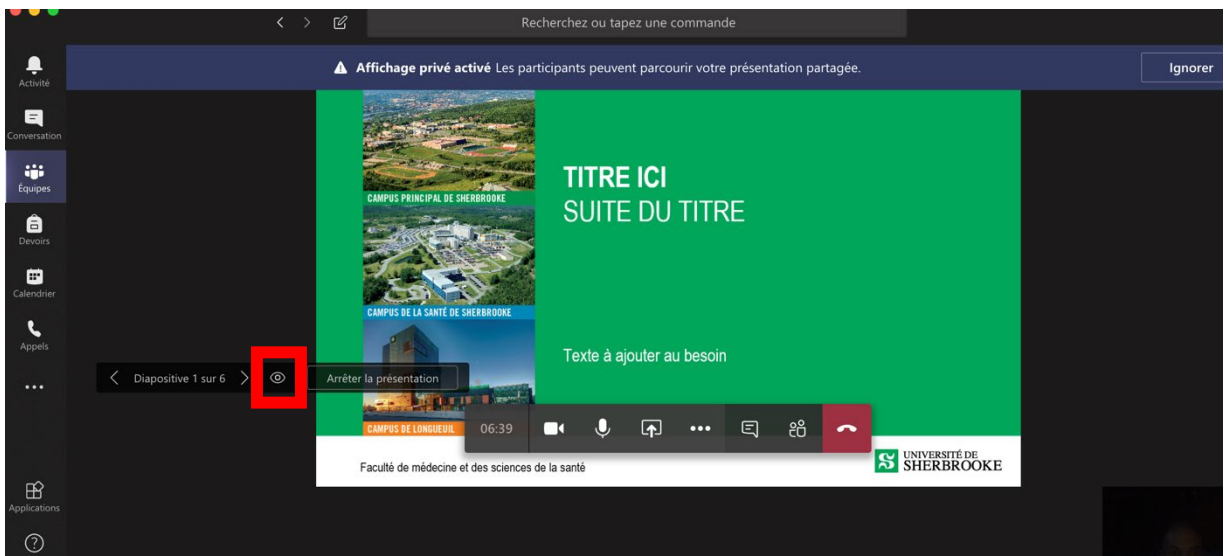 Recherchez ou tapez une commande
Affichage privé activé Les participants peuvent parcourir votre présentation partagée.
Ignorer
Activité
Conversation
Équipes
Devoirs
Calendrier
Appels
Applications
CAMPUS PRINCIPAL DE SHERBROOKE
TITRE ICI
SUITE DU TITRE
CAMPUS DE LA SANTÉ DE SHERBROOKE
Texte à ajouter au besoin
Diapositive 1 sur 6
Arrêter la présentation
CAMPUS DE LONGUEUIL
06:39
Faculté de médecine et des sciences de la santé
UNIVERSITÉ DE
SHERBROOKE